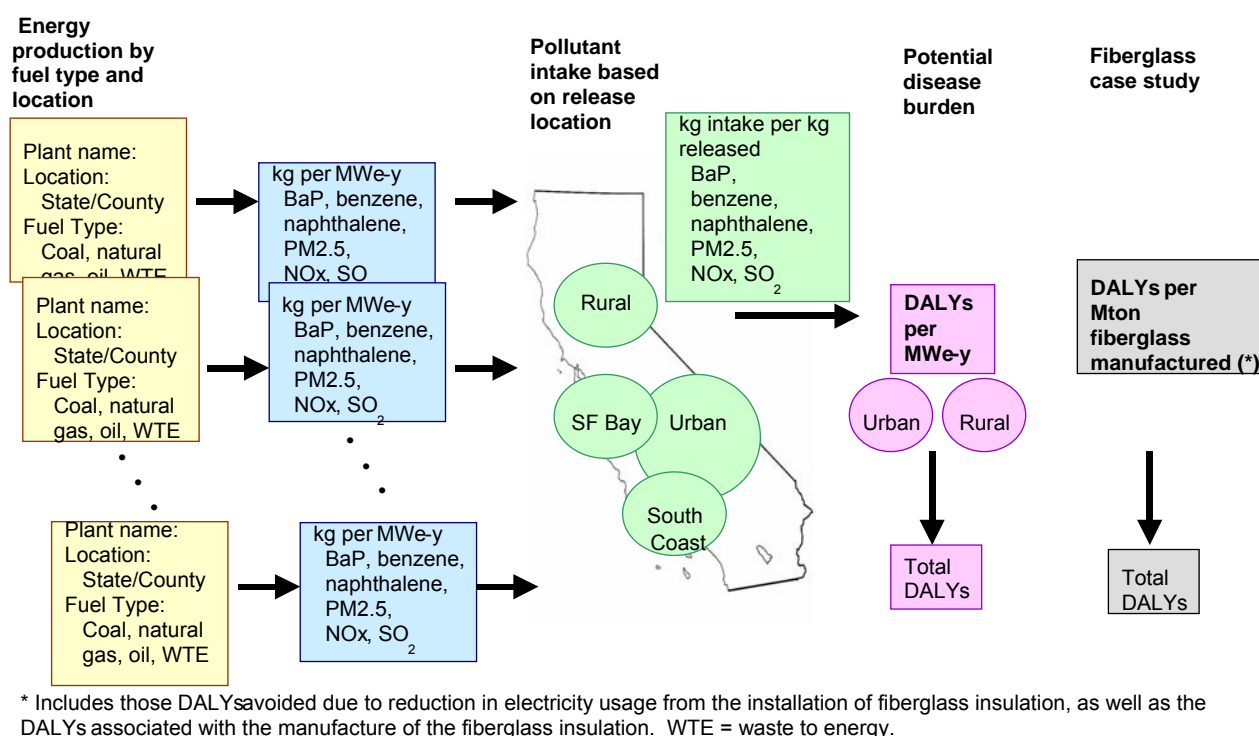 Energy
production by
fuel type and
location
Pollutant
intake based
on release
location
Potential
disease
burden
Fiberglass
case study
Plant name:
Location:
State/County
Fuel Type:
Coal, natural
gas, oil, WTE
kg per MWe-y
BaP, benzene,
naphthalene,
PM2.5,
NOx, SO
kg intake per kg
released
BaP,
benzene,
naphthalene,
PM2.5,
NOx, SO2
Plant name:
Location:
State/County
Fuel Type:
Coal, natural
gas, oil, WTE
kg per MWe-y
BaP, benzene,
naphthalene,
PM2.5,
NOx, SO2
Rural
SF Bay
Urban
South
Coast
DALYs
per
MWe-y
Urban
Rural
Total
DALYs
DALYs per
Mton
fiberglass
manufactured (*)
Total
DALYs
Plant name:
Location:
State/County
Fuel Type:
Coal, natural
gas, oil, WTE
kg per MWe-y
BaP, benzene,
naphthalene,
PM2.5,
NOx, SO2
* Includes those DALYsavoided due to reduction in electricity usage from the installation of fiberglass insulation, as well as the
DALYs associated with the manufacture of the fiberglass insulation. WTE = waste to energy.